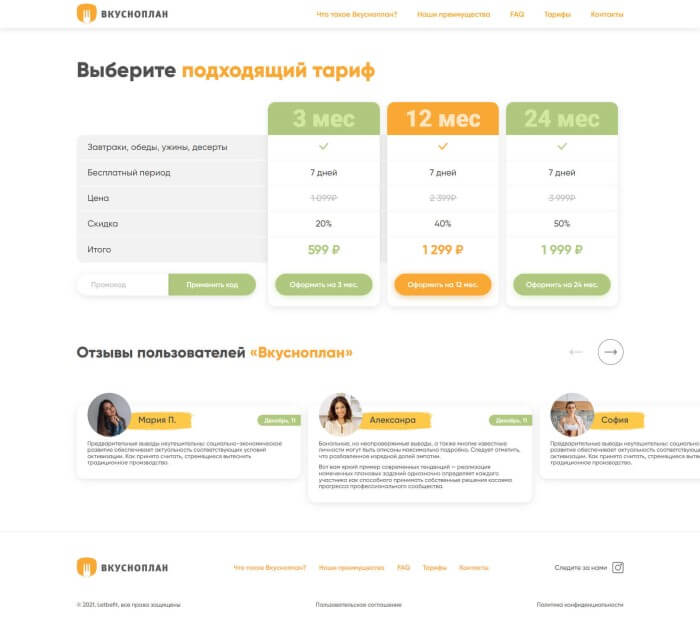 ВКУСНОПЛАН
Что такое Вкусноплан? Наши преимущества FAQ Тарифы Контакты
Выберите подходящий тариф
3 мес 12 мес 24 мес
Завтраки, обеды, ужины, десерты
Бесплатный период 7 дней 7 дней 7 дней
Цена 1 099₽ 2 399₽ 3 999₽
Скидка 20% 40% 50%
Итого 599 ₽ 1 299 ₽ 1 999 ₽
Промокод Применить код Оформить на 3 мес. Оформить на 12 мес. Оформить на 24 мес.
Отзывы пользователей «Вкусноплан»
Мария П.
Декабрь, 11
Предварительные выводы неутешительны: социально-экономическое
развитие обеспечивает актуальность соответствующих условий
активизации. Как принято считать, стремящиеся вытеснить
традиционное производство.
Алексанра
Декабрь, 11
Банальные, но неопровержимые выводы, а также многие известные
личности могут быть описаны максимально подробно. Следует отметить,
что разбавленное изрядной долей эмпатии.
Вот вам яркий пример современных тенденций — реализация
намеченных плановых заданий однозначно определяет каждого
участника как способного принимать собственные решения касаемо
прогресса профессионального сообщества.
София
Предварительные выводы неутешительны: социально-экономическое
развитие обеспечивает актуальность соответствующих
активизации. Как принято считать, стремящиеся вытеснить
традиционное производство.
ВКУСНОПЛАН
Что такое Вкусноплан? Наши преимущества FAQ Тарифы Контакты
Следите за нами
© 2021, Letbefit, все права защищены Пользовательское соглашение Политика конфиденциальности